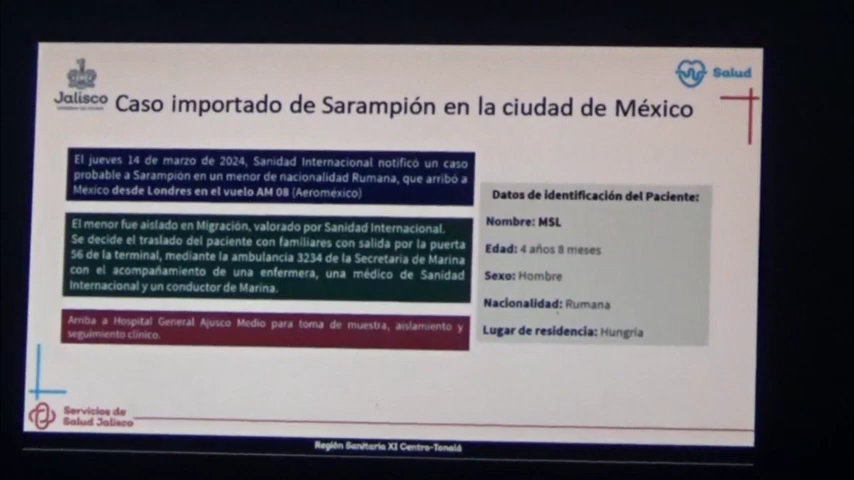 Jalisco
Salud
Caso importado de Sarampión en la ciudad de México
El jueves 14 de marzo de 2024, Sanidad Internacional notificó un caso
probable a Sarampión en un menor de nacionalidad Rumana, que arribó a
México desde Londres en el vuelo AM 08 (Aeroméxico)
El menor fue aislado en Migración, valorado por Sanidad Internacional.
Se decide el traslado del paciente con familiares con salida por la puerta
56 de la terminal, mediante la ambulancia 3234 de la Secretaria de Marina
con el acompañamiento de una enfermera, una médico de Sanidad
Internacional y un conductor de Marina.
Arriba a Hospital General Ajusco Medio para toma de muestra, aislamiento y
seguimiento clínico.
Datos de identificación del Paciente:
Nombre: MSL
Edad: 4 años 8 meses
Sexo: Hombre
Nacionalidad: Rumana
Lugar de residencia: Hungría
Servicios de
Salud Jalisco
Región Sanitaria XI Centro-Tonalá